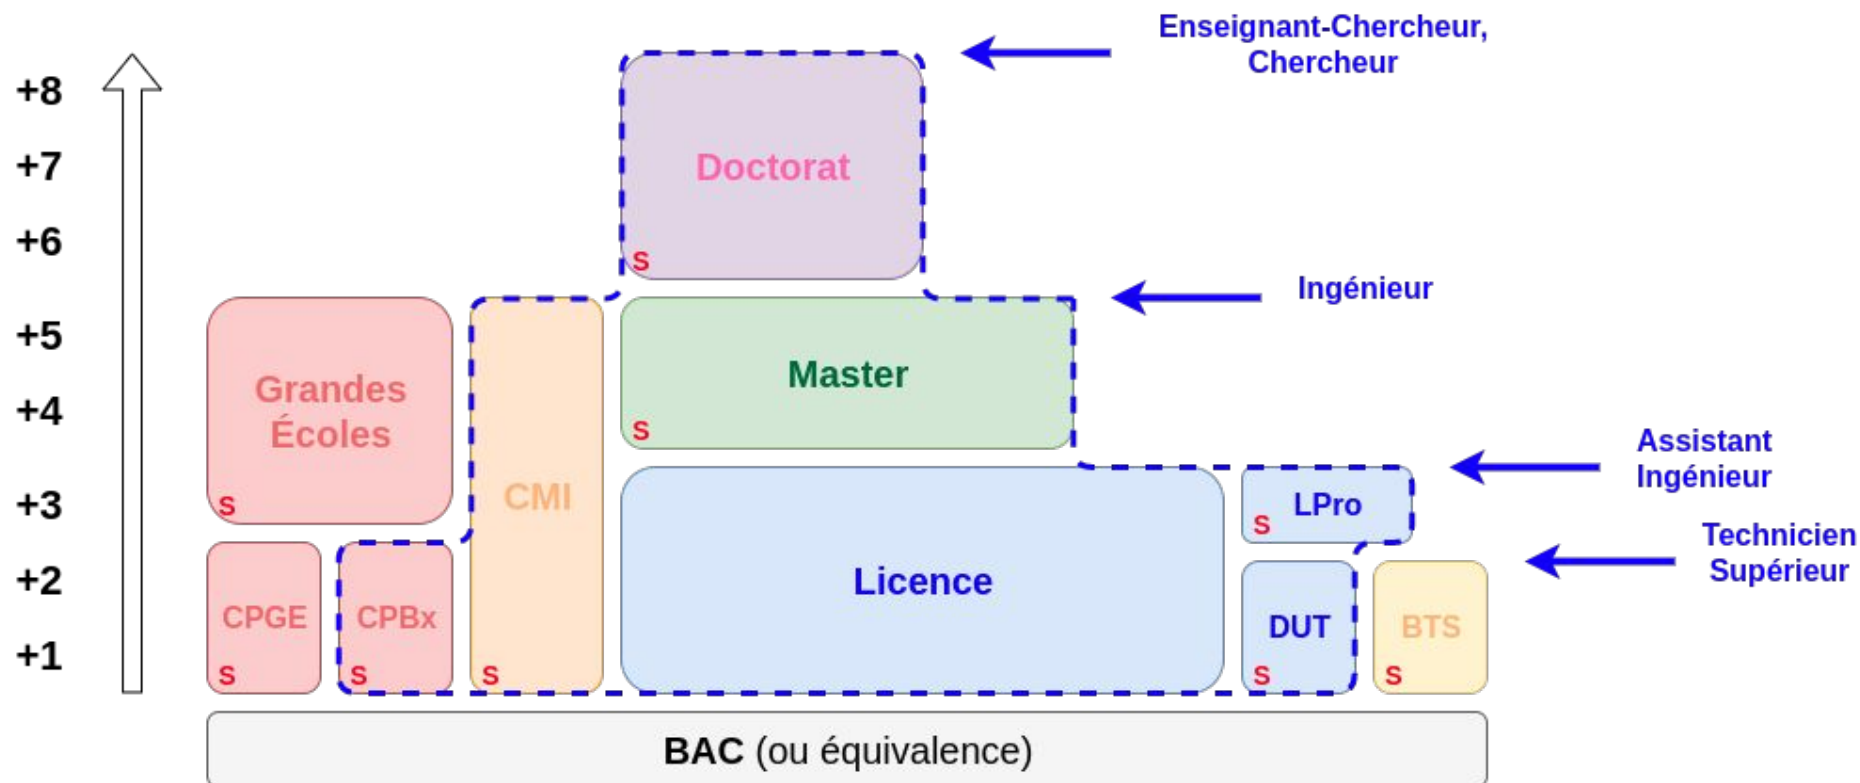 Enseignant-Chercheur,
Chercheur
+8
+7
Doctorat
+6
S
Ingénieur
+5
Grandes
Écoles
Master
+4
S
Assistant
Ingénieur
+3
S
CMI
S
LPro
Technicien
Supérieur
+2
Licence
CPGE
CPBx
DUT
BTS
+1
S
S
S
S
S
BAC (ou équivalence)